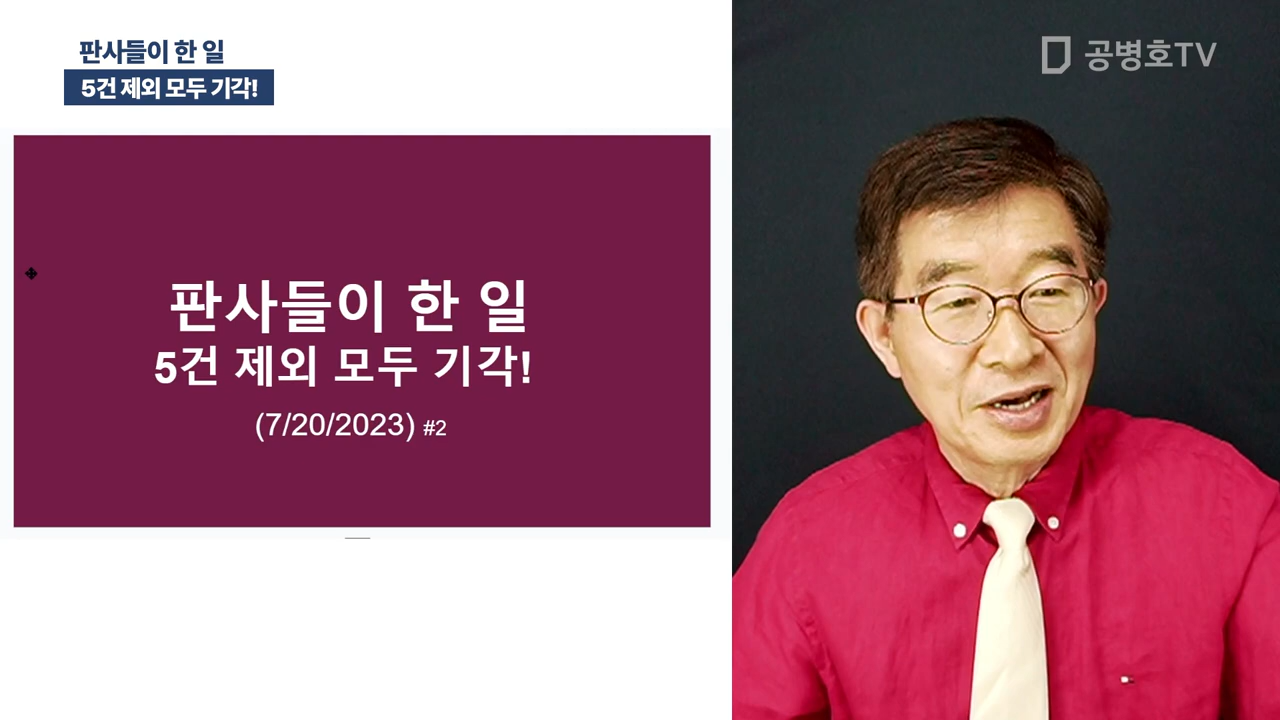 판사들이 한 일
5건 제외 모두 기각!
공병호TV
판사들이 한 일
5건 제외 모두 기각!
(7/20/2023) #2